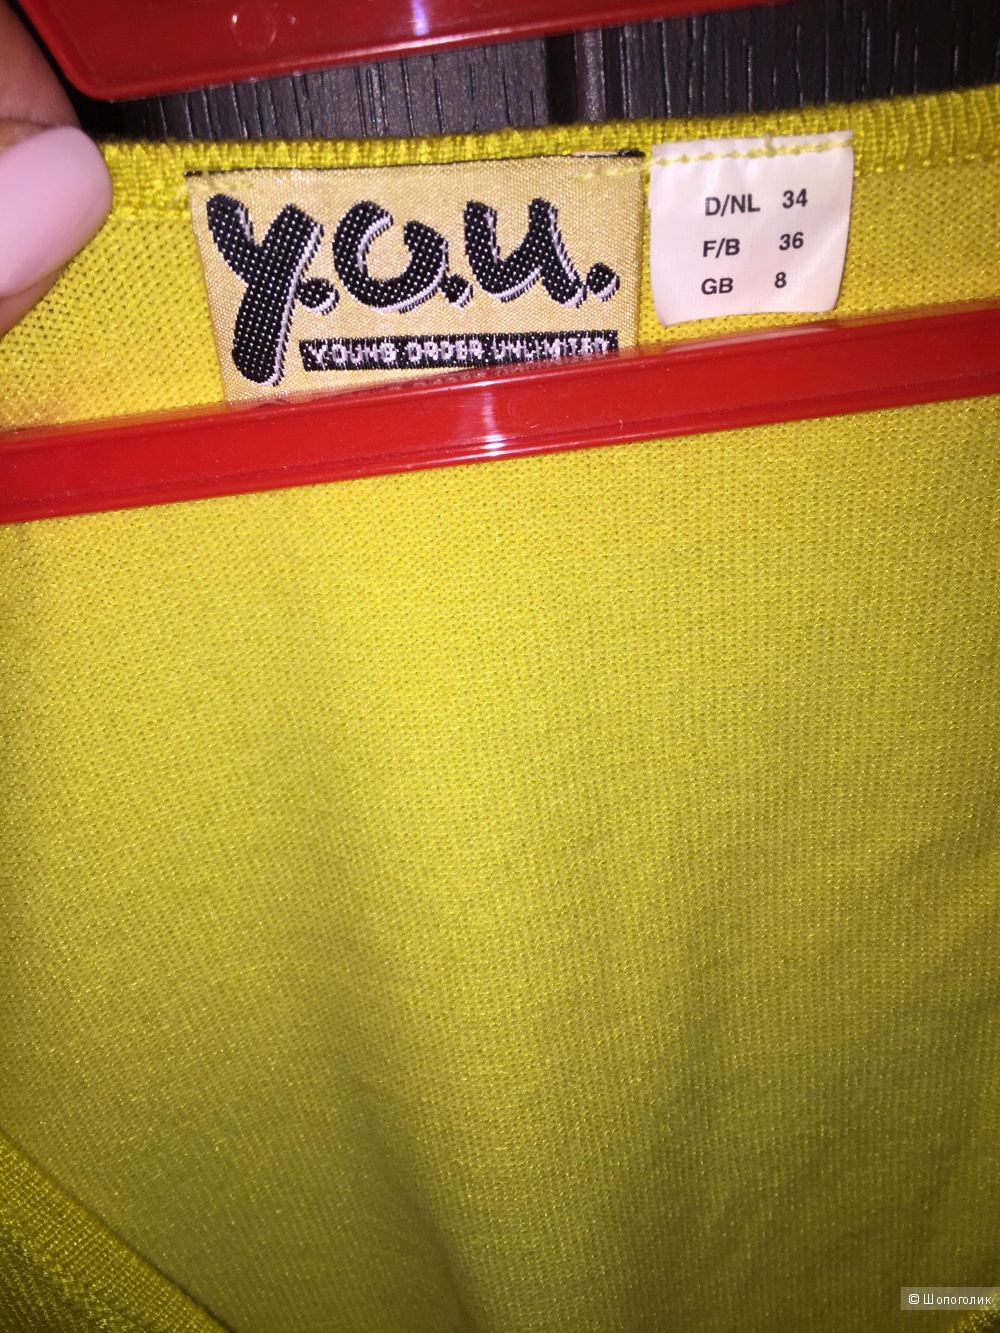 Y.O.U.
YOUNG ORDER UNLIMITED
D/NL 34
F/B 36
GB 8
© Шопоголик